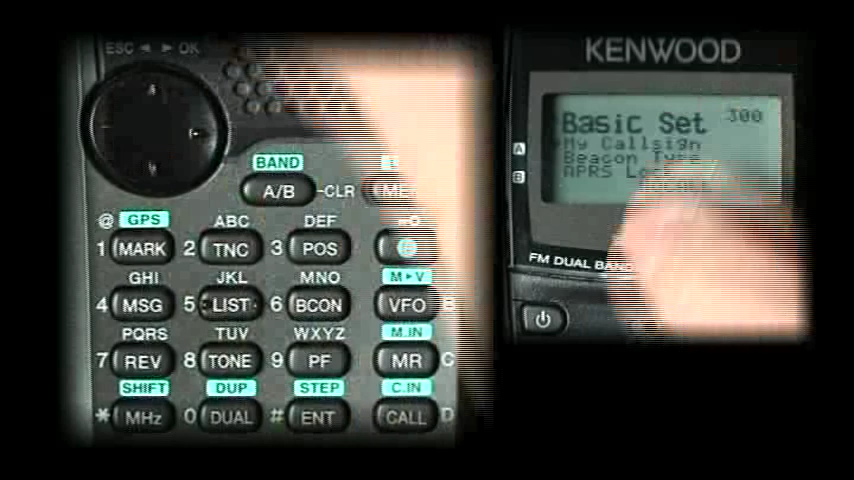 ESC ◄ ► OK
BAND
A/B -CLR
@ GPS ABC DEF
1 MARK 2 TNC 3 POS
GHI JKL MNO M►V
4 MSG 5 LIST 6 BCON VFO B
PQRS TUV WXYZ M.IN
7 REV 8 TONE 9 PF MR C
SHIFT DUP STEP C.IN
* MHz 0 DUAL # ENT CALL D
KENWOOD
Basic Set 300
A My Callsign
Beacon Type
B APRS
FM DUAL BAND